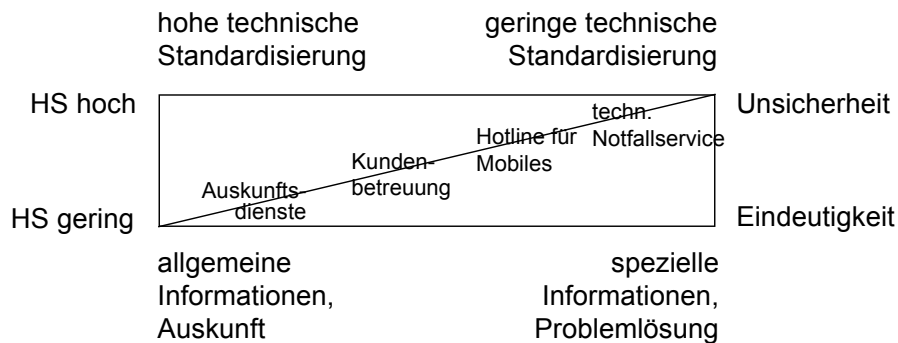 hohe technische
Standardisierung
geringe technische
Standardisierung
HS hoch
Unsicherheit
techn.
Notfallservice
Hotline für
Mobiles
Kunden-
betreuung
Auskunfts-
dienste
HS gering
Eindeutigkeit
allgemeine
Informationen,
Auskunft
spezielle
Informationen,
Problemlösung